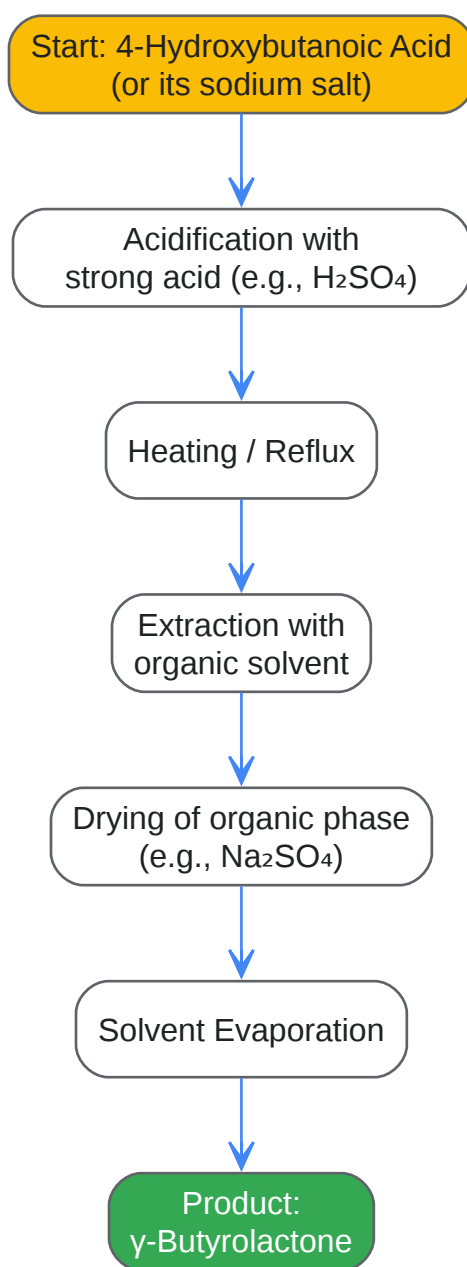 Start: 4-Hydroxybutanoic Acid
(or its sodium salt)
Acidification with
strong acid (e.g., H₂SO₄)
Heating / Reflux
Extraction with
organic solvent
Drying of organic phase
(e.g., Na₂SO₄)
Solvent Evaporation
Product:
γ-Butyrolactone